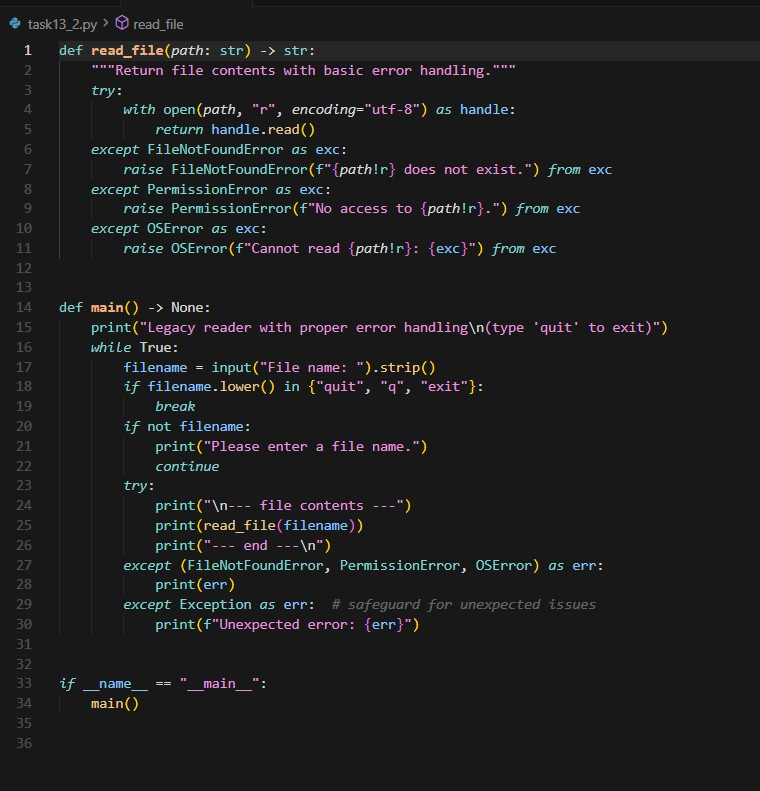 task13_2.py > read_file
1 def read_file(path: str) -> str:
2     """Return file contents with basic error handling."""
3     try:
4         with open(path, "r", encoding="utf-8") as handle:
5             return handle.read()
6     except FileNotFoundError as exc:
7         raise FileNotFoundError(f"{path!r} does not exist.") from exc
8     except PermissionError as exc:
9         raise PermissionError(f"No access to {path!r}.") from exc
10     except OSError as exc:
11         raise OSError(f"Cannot read {path!r}: {exc}") from exc
12
13
14 def main() -> None:
15     print("Legacy reader with proper error handling\n(type 'quit' to exit)")
16     while True:
17         filename = input("File name: ").strip()
18         if filename.lower() in {"quit", "q", "exit"}:
19             break
20         if not filename:
21             print("Please enter a file name.")
22             continue
23         try:
24             print("\n--- file contents ---")
25             print(read_file(filename))
26             print("--- end ---\n")
27         except (FileNotFoundError, PermissionError, OSError) as err:
28             print(err)
29         except Exception as err:  # safeguard for unexpected issues
30             print(f"Unexpected error: {err}")
31
32
33 if __name__ == "__main__":
34     main()
35
36